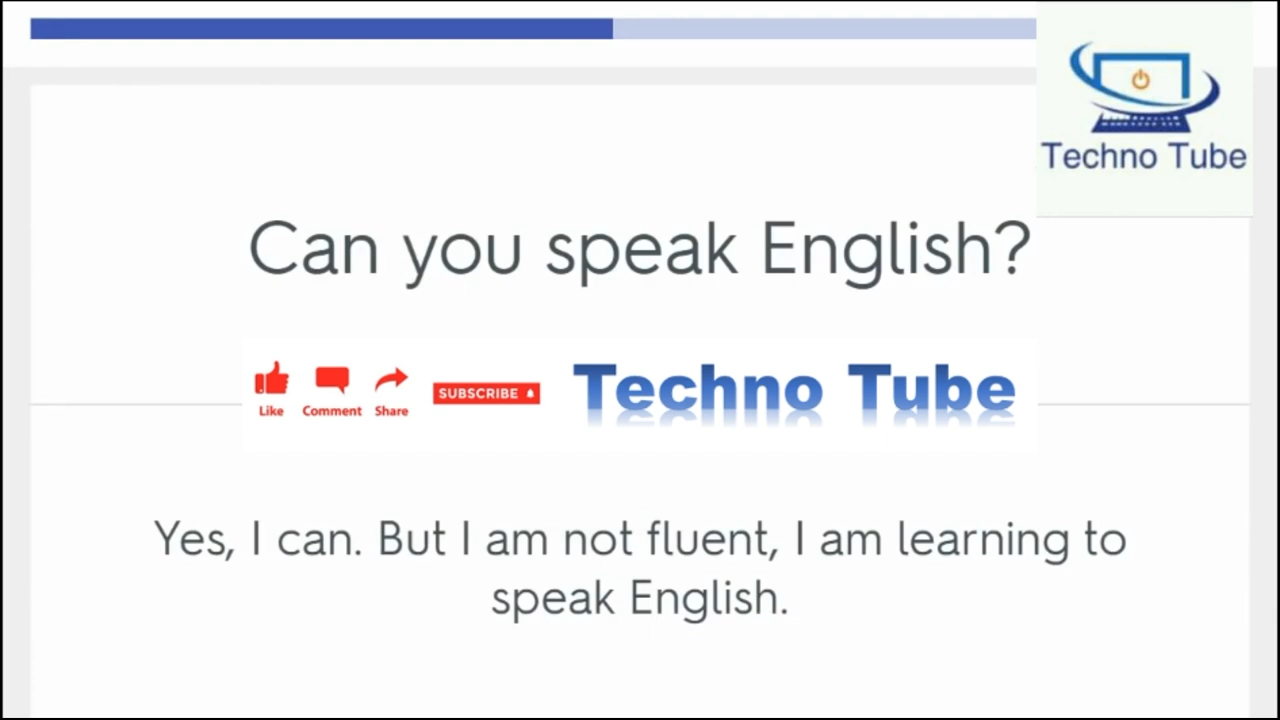 Techno Tube
Can you speak English?
Like Comment Share SUBSCRIBE Techno Tube
Yes, I can. But I am not fluent, I am learning to
speak English.